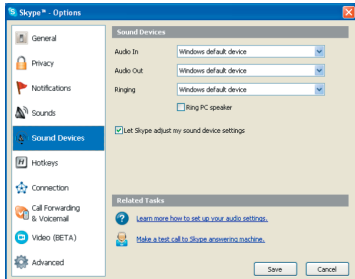 Skype™ - Options
General
Privacy
Notifications
Sounds
Sound Devices
Hotkeys
Connection
Call Forwarding
& Voicemail
Video (BETA)
Advanced
Sound Devices
Audio In
Windows default device
Audio Out
Windows default device
Ringing
Windows default device
Ring PC speaker
Let Skype adjust my sound device settings
Related Tasks
Learn more how to set up your audio settings.
Make a test call to Skype answering machine.
Save
Cancel